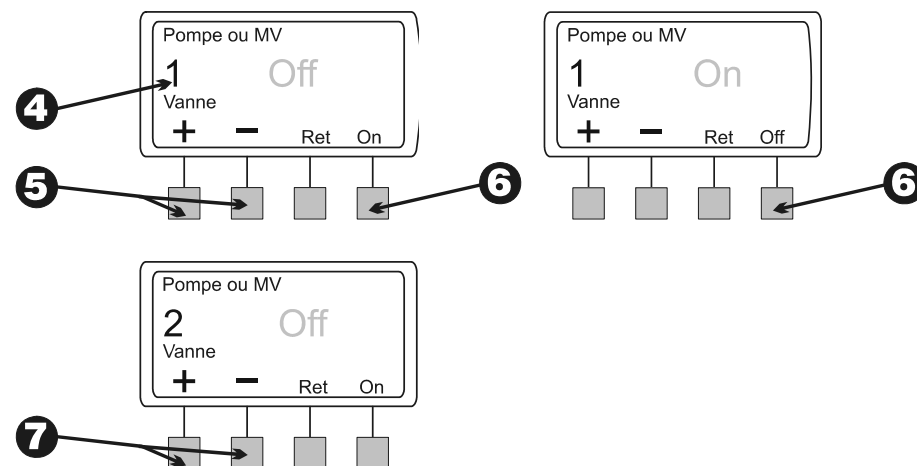 Pompe ou MV
1 Off
Vanne
+ − Ret On
4
5
6
Pompe ou MV
1 On
Vanne
+ − Ret Off
6
Pompe ou MV
2 Off
Vanne
+ − Ret On
7